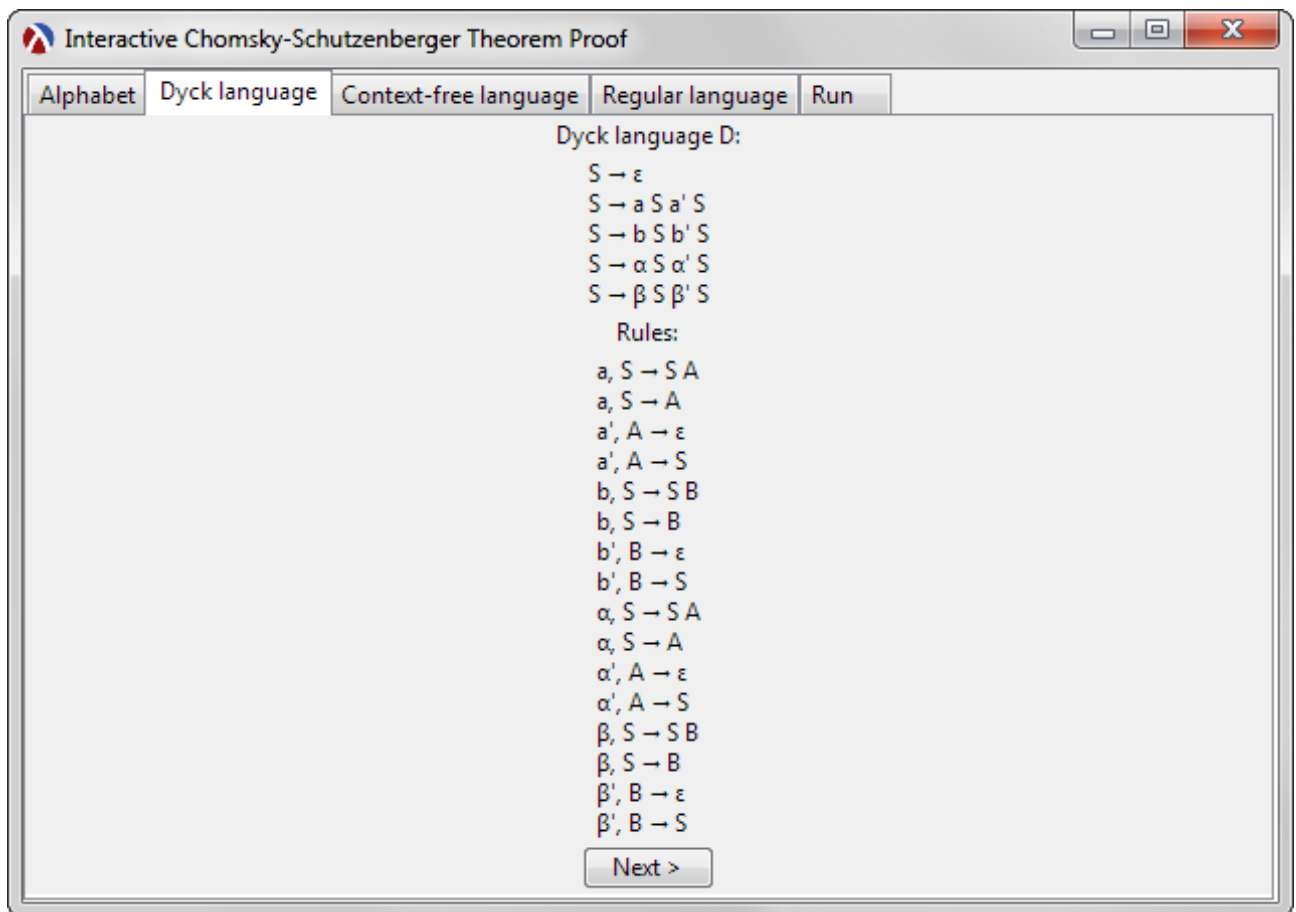 Interactive Chomsky-Schutzenberger Theorem Proof
Alphabet Dyck language Context-free language Regular language Run
Dyck language D:
S → ε
S → a S a' S
S → b S b' S
S → α S α' S
S → β S β' S
Rules:
a, S → S A
a, S → A
a', A → ε
a', A → S
b, S → S B
b, S → B
b', B → ε
b', B → S
α, S → S A
α, S → A
α', A → ε
α', A → S
β, S → S B
β, S → B
β', B → ε
β', B → S
Next >